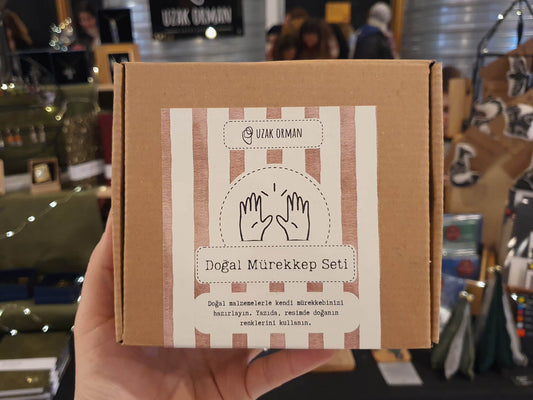 UZAK ORMAN
UZAK ORMAN
Doğal Mürekkep Seti
Doğal malzemelerle kendi mürekkebinizi
hazırlayın. Yazıda, resimde doğanın
renklerini kullanın.